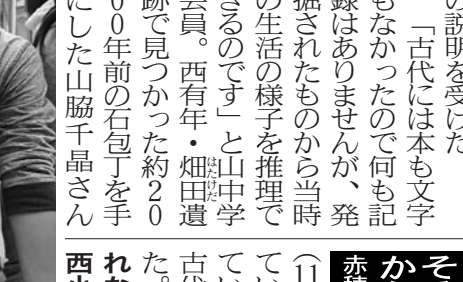 の説明を受けた
「古代には本も文字
もなかったので何も記
録はありませんが、発
掘されたものから当時
の生活の様子を推理で
きるのです」と山中学
芸員。西有年・畑田遺
はたけだ
跡で見つかった約20
00年前の石包丁を手
にした山脇千晶さん
そ
か
赤穂
(11
てい
てい
古代
た。
れな